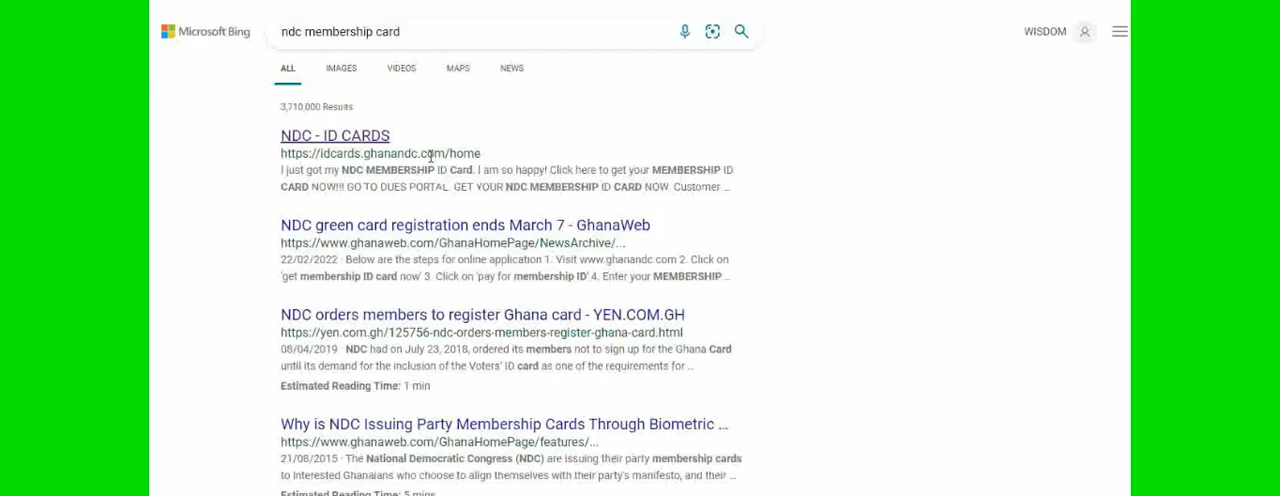 Microsoft Bing
ndc membership card
WISDOM
ALL IMAGES VIDEOS MAPS NEWS
3,710,000 Results
NDC - ID CARDS
https://idcards.ghanandc.com/home
I just got my NDC MEMBERSHIP ID Card. I am so happy! Click here to get your MEMBERSHIP ID
CARD NOW!!! GO TO DUES PORTAL. GET YOUR NDC MEMBERSHIP ID CARD NOW. Customer ...
NDC green card registration ends March 7 - GhanaWeb
https://www.ghanaweb.com/GhanaHomePage/NewsArchive/...
22/02/2022 · Below are the steps for online application 1. Visit www.ghanandc.com 2. Click on
'get membership ID card now' 3. Click on 'pay for membership ID' 4. Enter your MEMBERSHIP ...
NDC orders members to register Ghana card - YEN.COM.GH
https://yen.com.gh/125756-ndc-orders-members-register-ghana-card.html
08/04/2019 · NDC had on July 23, 2018, ordered its members not to sign up for the Ghana Card
until its demand for the inclusion of the Voters' ID card as one of the requirements for ...
Estimated Reading Time: 1 min
Why is NDC Issuing Party Membership Cards Through Biometric ...
https://www.ghanaweb.com/GhanaHomePage/features/...
21/08/2015 · The National Democratic Congress (NDC) are issuing their party membership cards
to Interested Ghanaians who choose to align themselves with their party's manifesto, and their ...
Estimated Reading Time: 5 mins